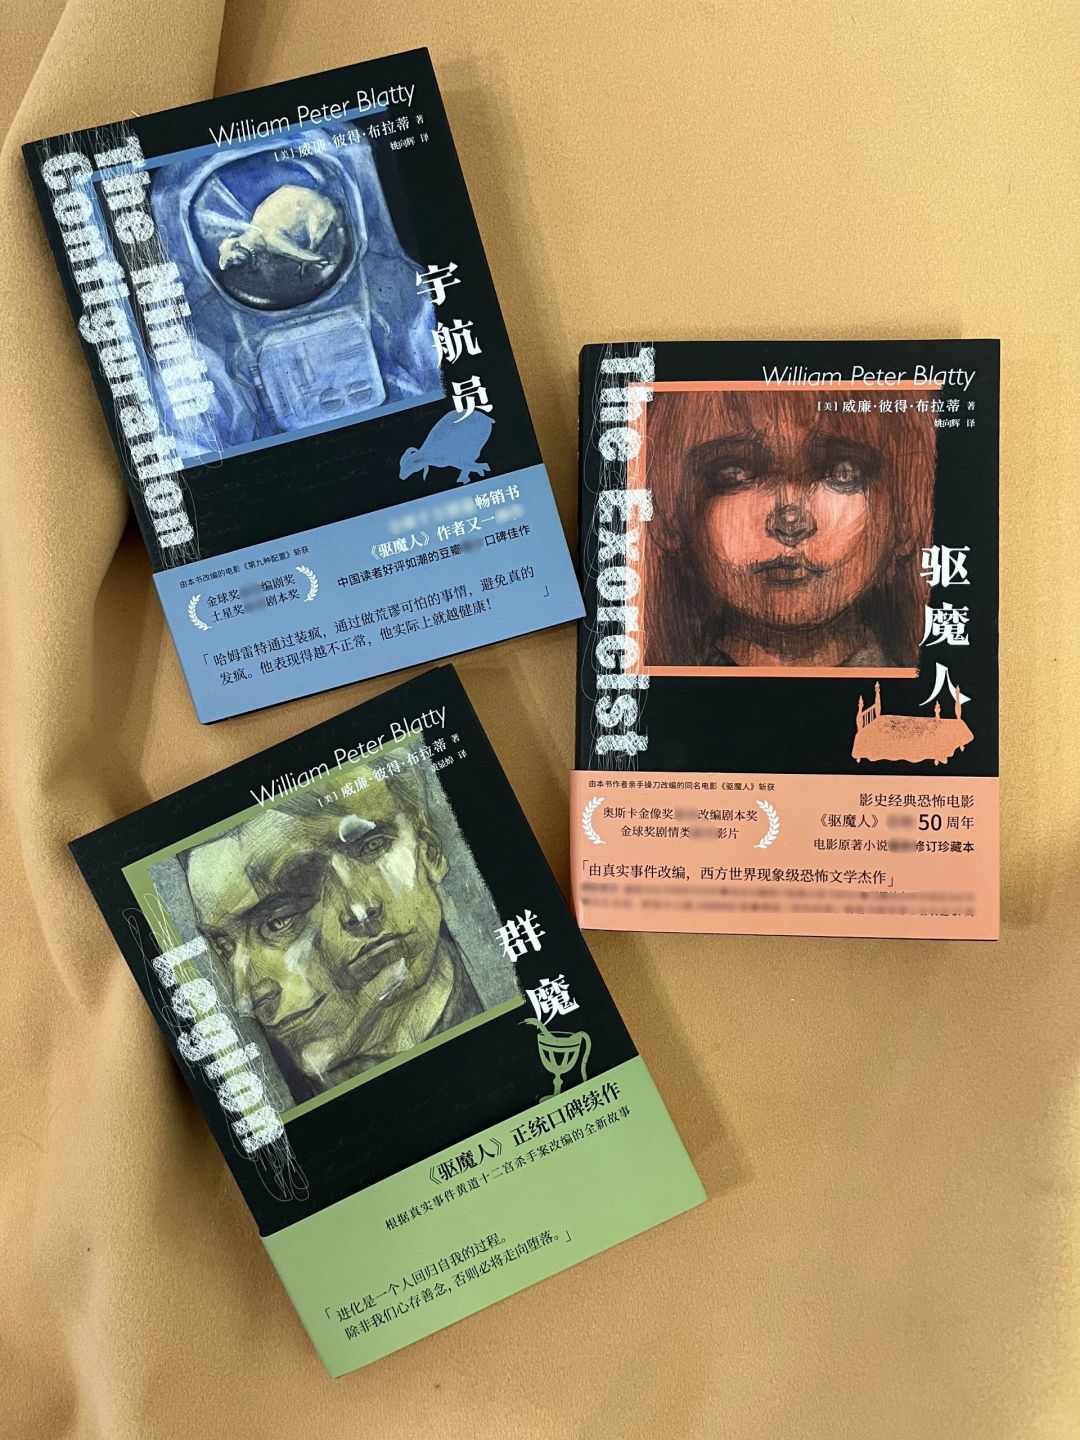 William Peter Blatty
[美] 威廉·彼得·布拉蒂 著
姚向辉 译
The Ninth
Configuration
宇航员
畅销书
《驱魔人》作者又一
中国读者好评如潮的豆瓣 口碑佳作
由本书改编的电影《第九种配置》斩获
金球奖 编剧奖
土星奖 剧本奖
「哈姆雷特通过装疯，通过做荒谬可怕的事情，避免真的
发疯。他表现得越不正常，他实际上就越健康！」
William Peter Blatty
[美] 威廉·彼得·布拉蒂 著
姚向辉 译
The Exorcist
驱魔人
由本书作者亲手操刀改编的同名电影《驱魔人》斩获
奥斯卡金像奖 改编剧本奖
金球奖剧情类 影片
影史经典恐怖电影
《驱魔人》 50周年
电影原著小说 修订珍藏本
「由真实事件改编，西方世界现象级恐怖文学杰作」
William Peter Blatty
[美] 威廉·彼得·布拉蒂 著
译
Legion
群魔
《驱魔人》正统口碑续作
根据真实事件黄道十二宫杀手案改编的全新故事
「进化是一个人回归自我的过程。
除非我们心存善念，否则必将走向堕落。」